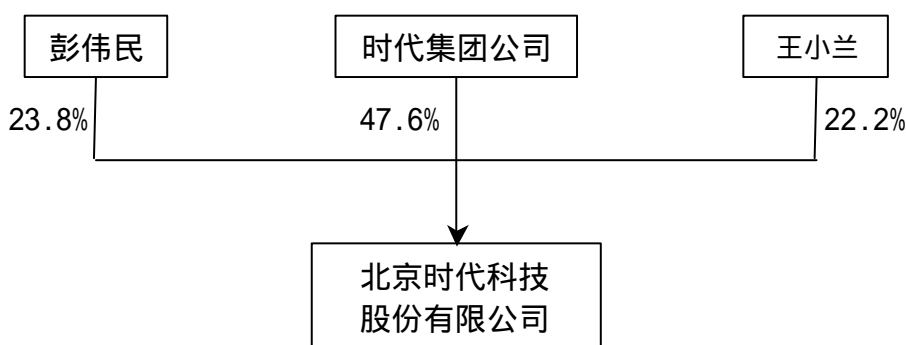 彭伟民
时代集团公司
王小兰
23.8%
47.6%
22.2%
北京时代科技
股份有限公司